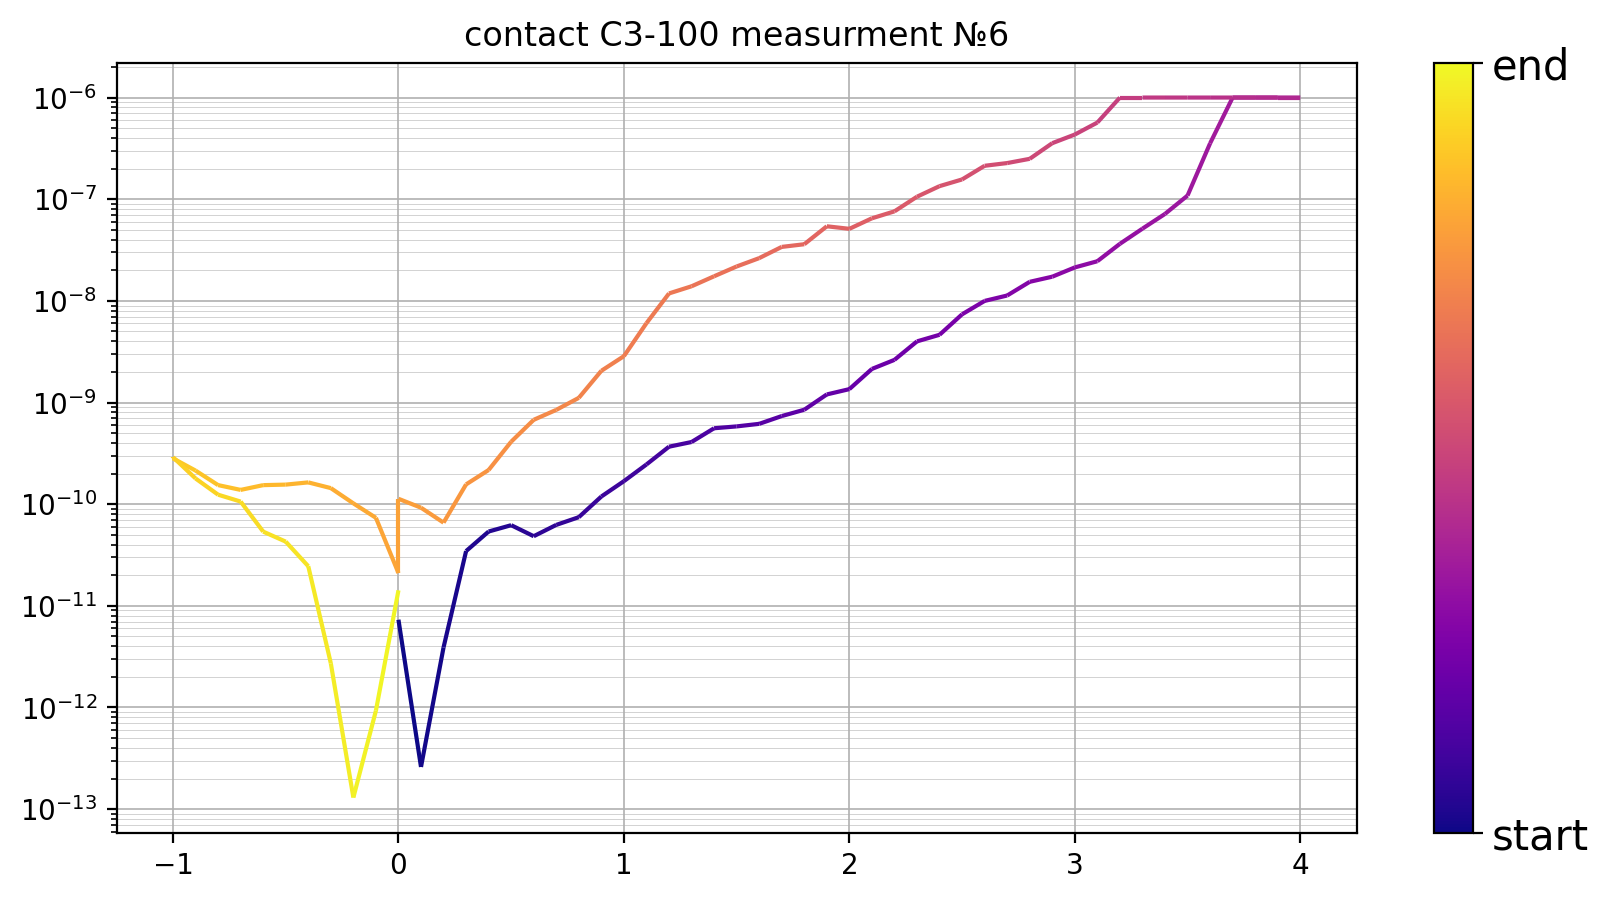 contact C3-100 measurment №6
10⁻⁶
10⁻⁷
10⁻⁸
10⁻⁹
10⁻¹⁰
10⁻¹¹
10⁻¹²
10⁻¹³
−1 0 1 2 3 4
end
start